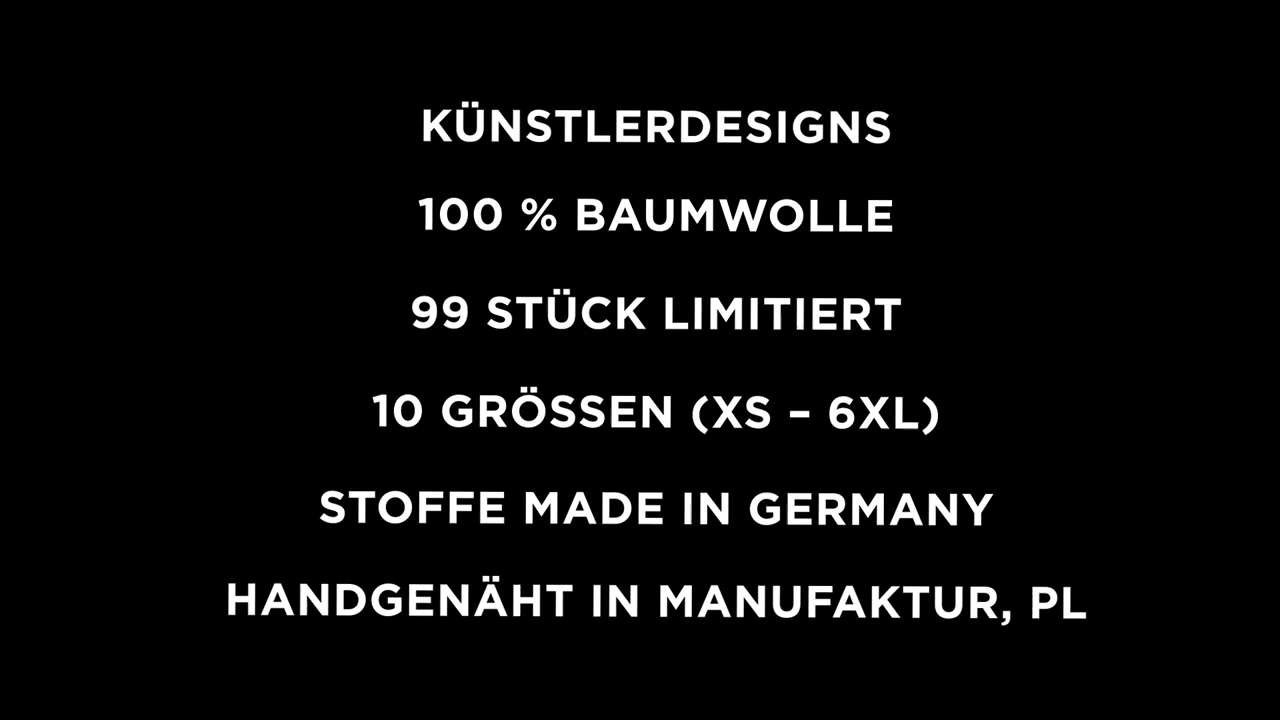 KÜNSTLERDESIGNS
100 % BAUMWOLLE
99 STÜCK LIMITIERT
10 GRÖSSEN (XS – 6XL)
STOFFE MADE IN GERMANY
HANDGENÄHT IN MANUFAKTUR, PL